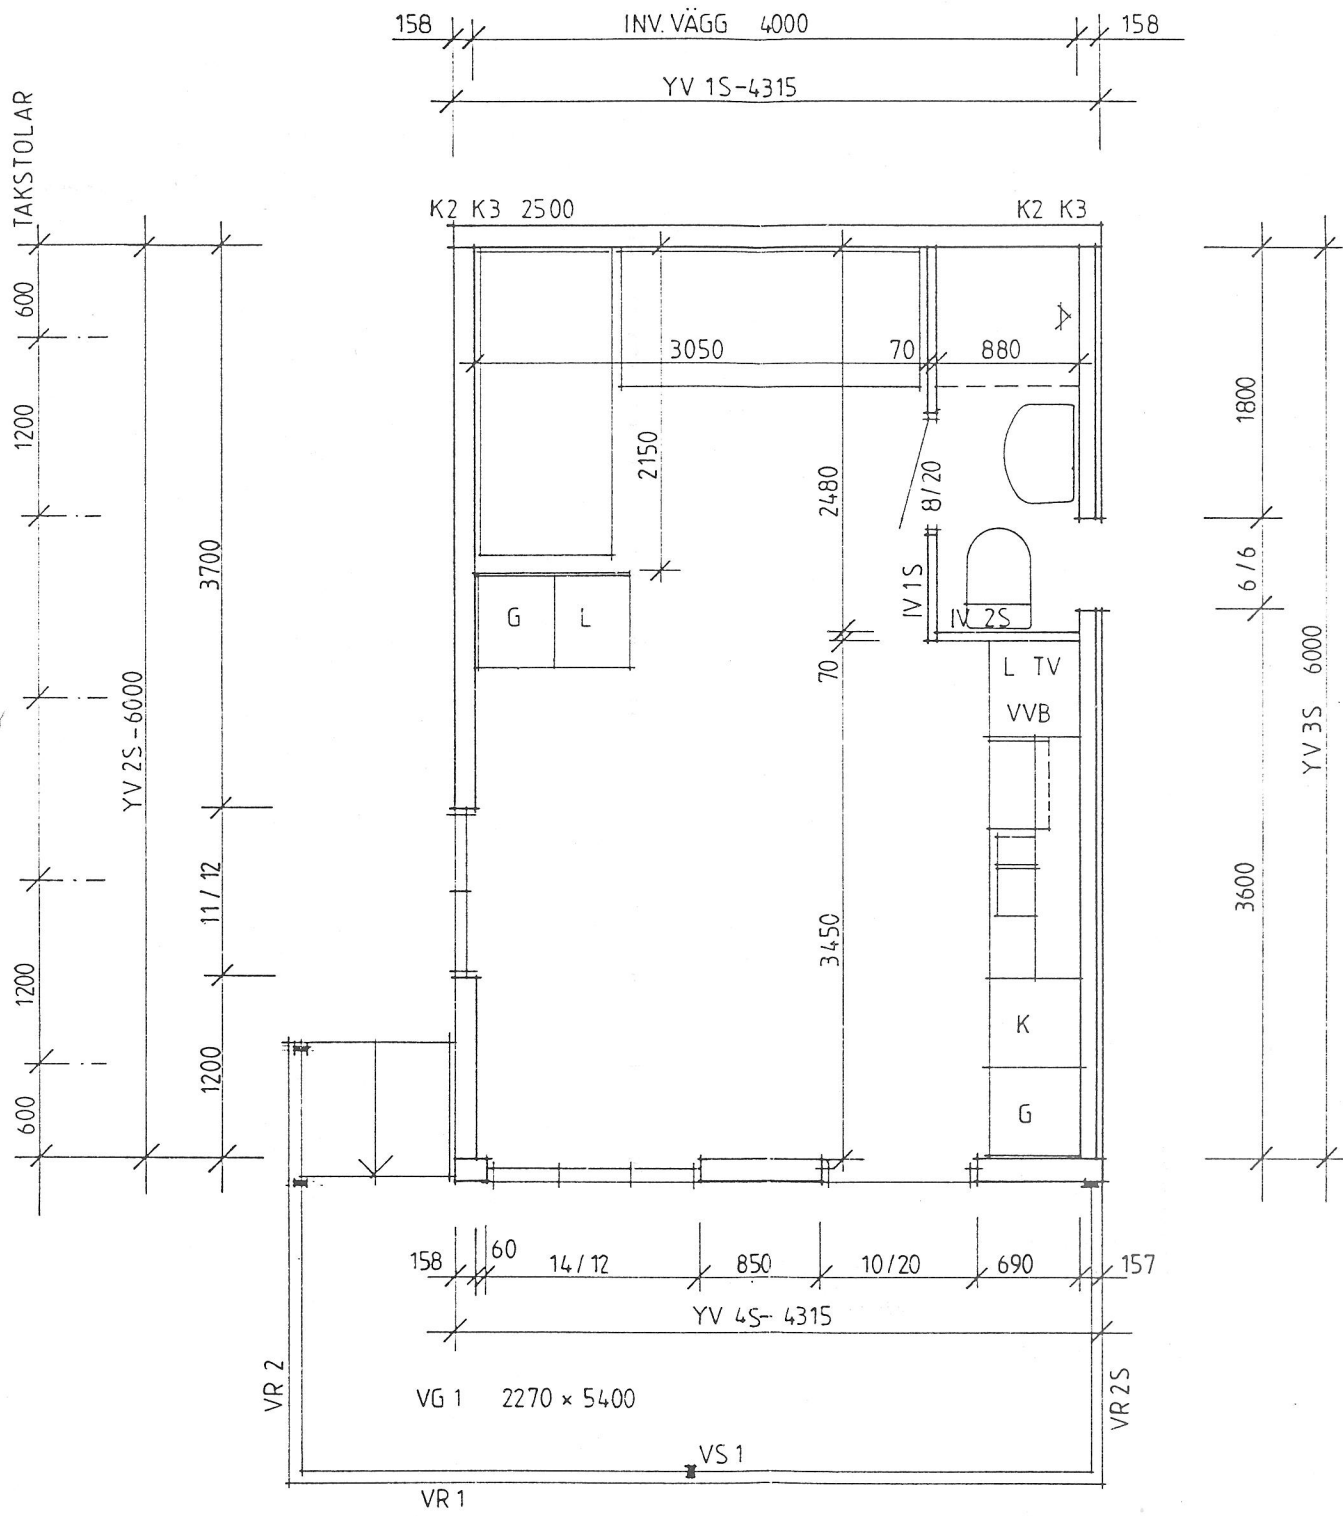 158 INV. VÄGG 4000 158
YV 1S-4315
TAKSTOLAR
K2 K3 2500 K2 K3
600
3050 70 880
1200
1800
2150
2480
8/20
3700
6/6
IV 1S
G L
IV 2S
70
L TV
VVB
YV 2S-6000
YV 3S 6000
11/12
3600
3450
1200
K
1200
G
600
158 60 14/12 850 10/20 690 157
YV 4S- 4315
VR 2
VG 1 2270 × 5400
VR 2S
VS 1
VR 1